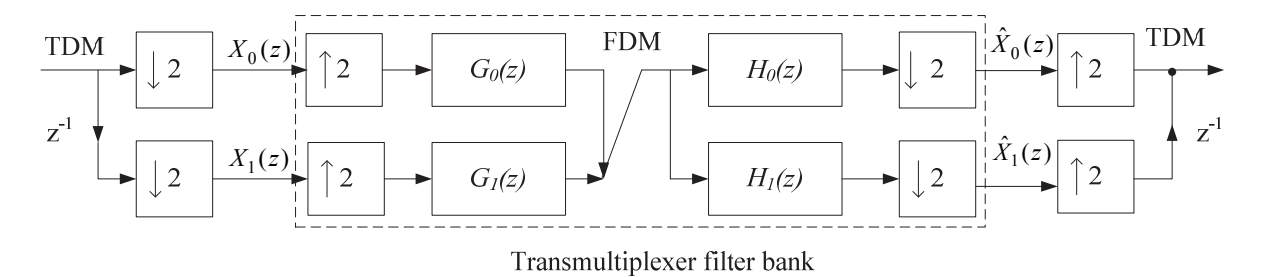 TDM
↓ 2
X₀(z)
↑ 2
G₀(z)
FDM
H₀(z)
↓ 2
X̂₀(z)
↑ 2
TDM
z⁻¹
↓ 2
X₁(z)
↑ 2
G₁(z)
H₁(z)
↓ 2
X̂₁(z)
↑ 2
z⁻¹
Transmultiplexer filter bank